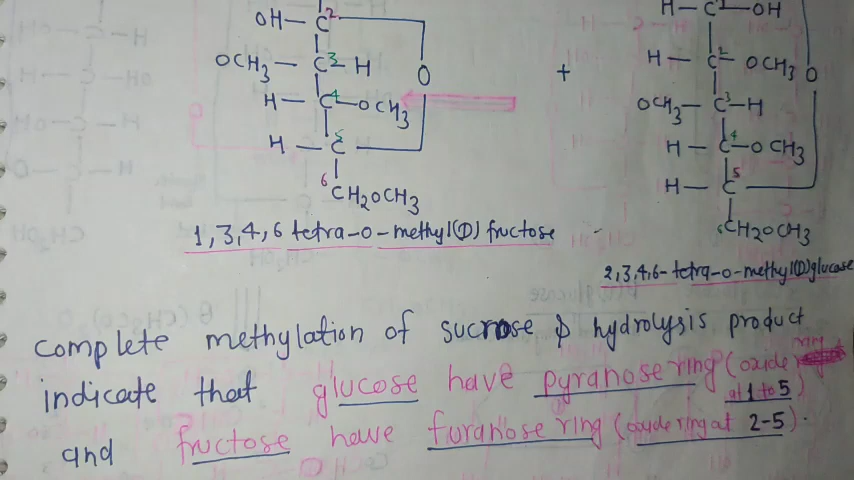 OH— C² H— C¹—OH
OCH3 — C³— H O + H — C²— OCH3 O
H — C⁴—OCH3 OCH3— C³—H
H — C⁵ H — C⁴—OCH3
⁶CH2OCH3 H — C⁵
6CH2OCH3
1,3,4,6 tetra-O-methyl(D) fructose
2,3,4,6-tetra-O-methyl(D)glucose
complete methylation of sucrose & hydrolysis product
indicate that glucose have pyranose ring (oxide ring
at 1 to 5)
and fructose have furanose ring (oxide ring at 2-5).